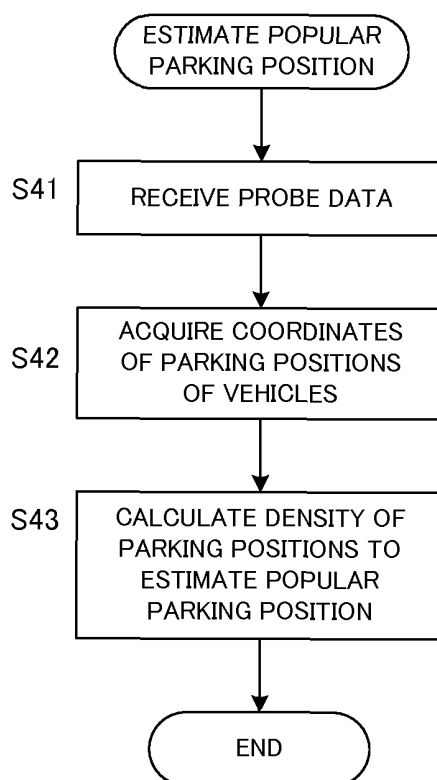 ESTIMATE POPULAR
PARKING POSITION
S41
RECEIVE PROBE DATA
S42
ACQUIRE COORDINATES
OF PARKING POSITIONS
OF VEHICLES
S43
CALCULATE DENSITY OF
PARKING POSITIONS TO
ESTIMATE POPULAR
PARKING POSITION
END